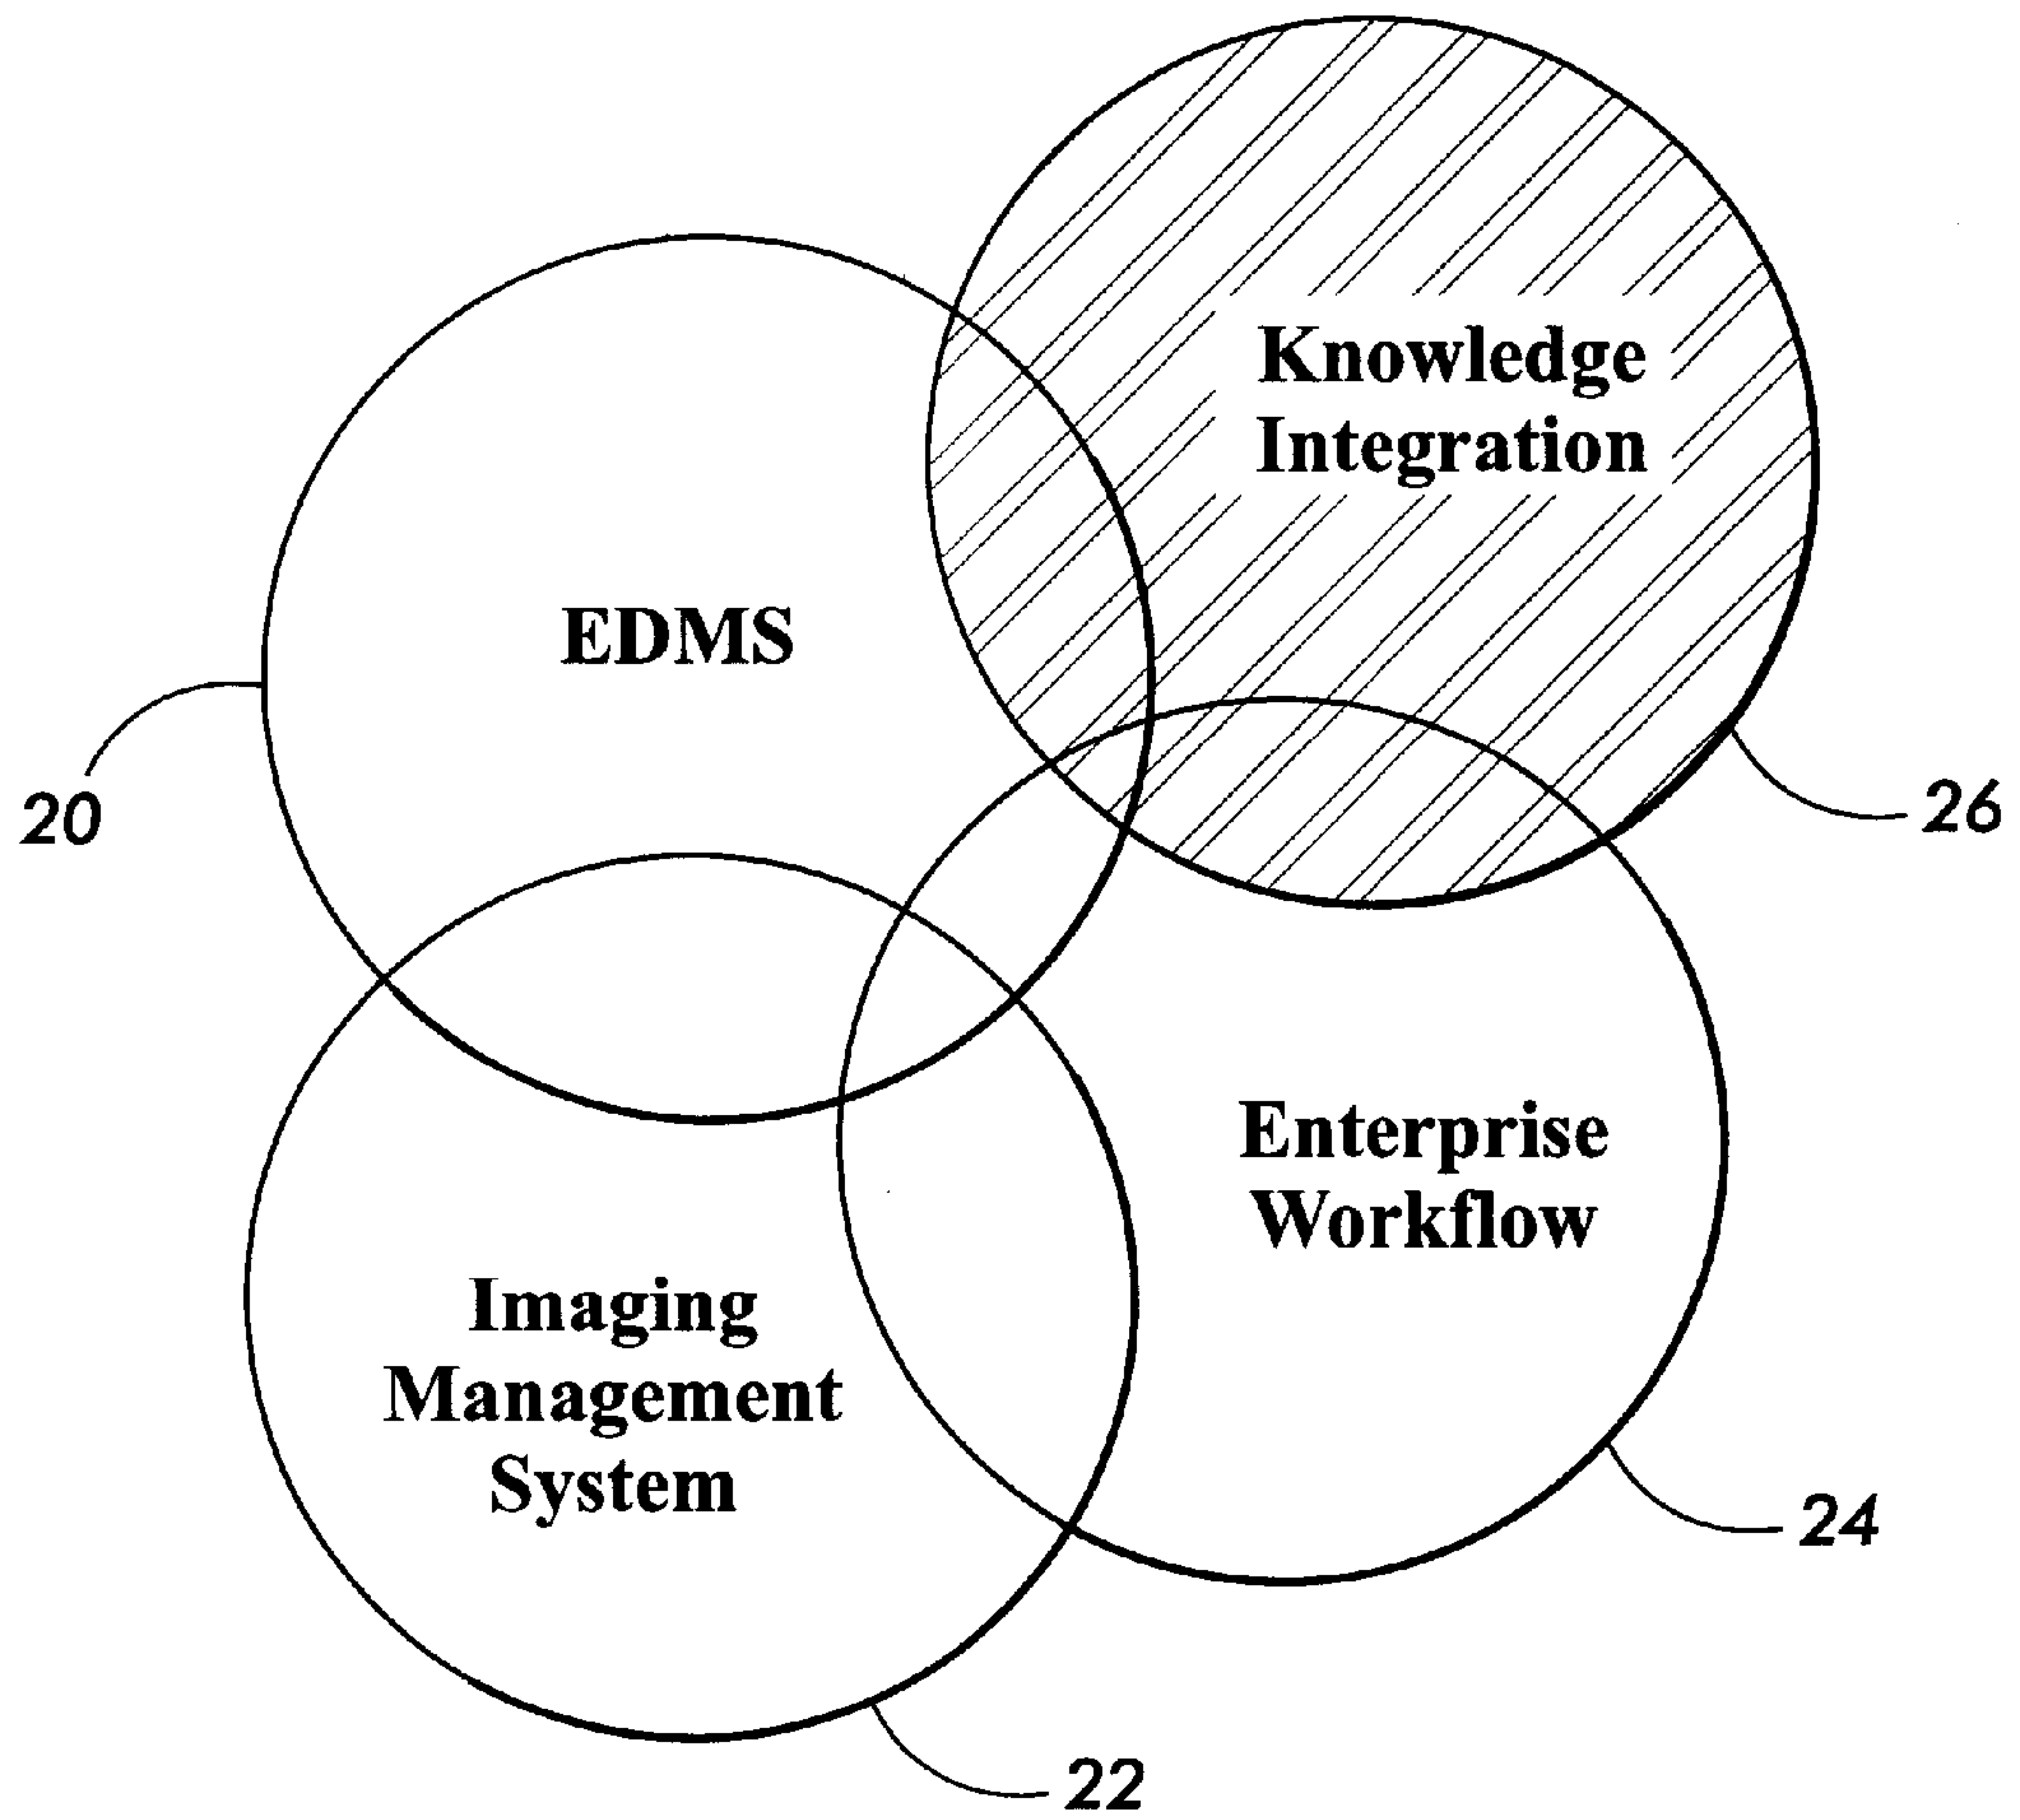 Knowledge
Integration
EDMS
20
26
Enterprise
Workflow
Imaging
Management
System
24
22